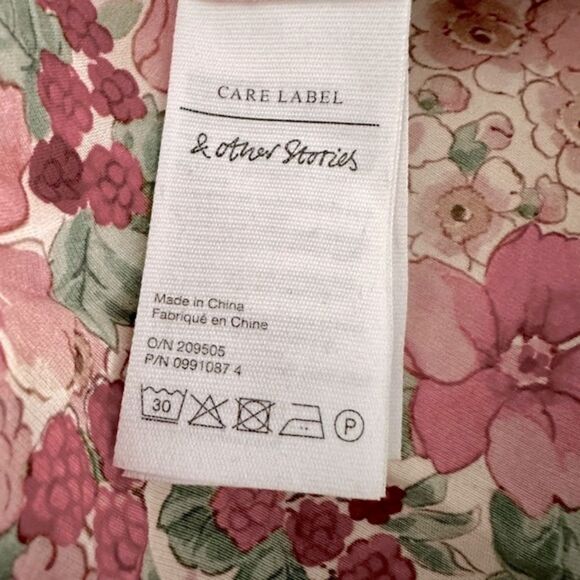 CARE LABEL
& other Stories
Made in China
Fabriqué en Chine
O/N 209505
P/N 0991087 4
30
P